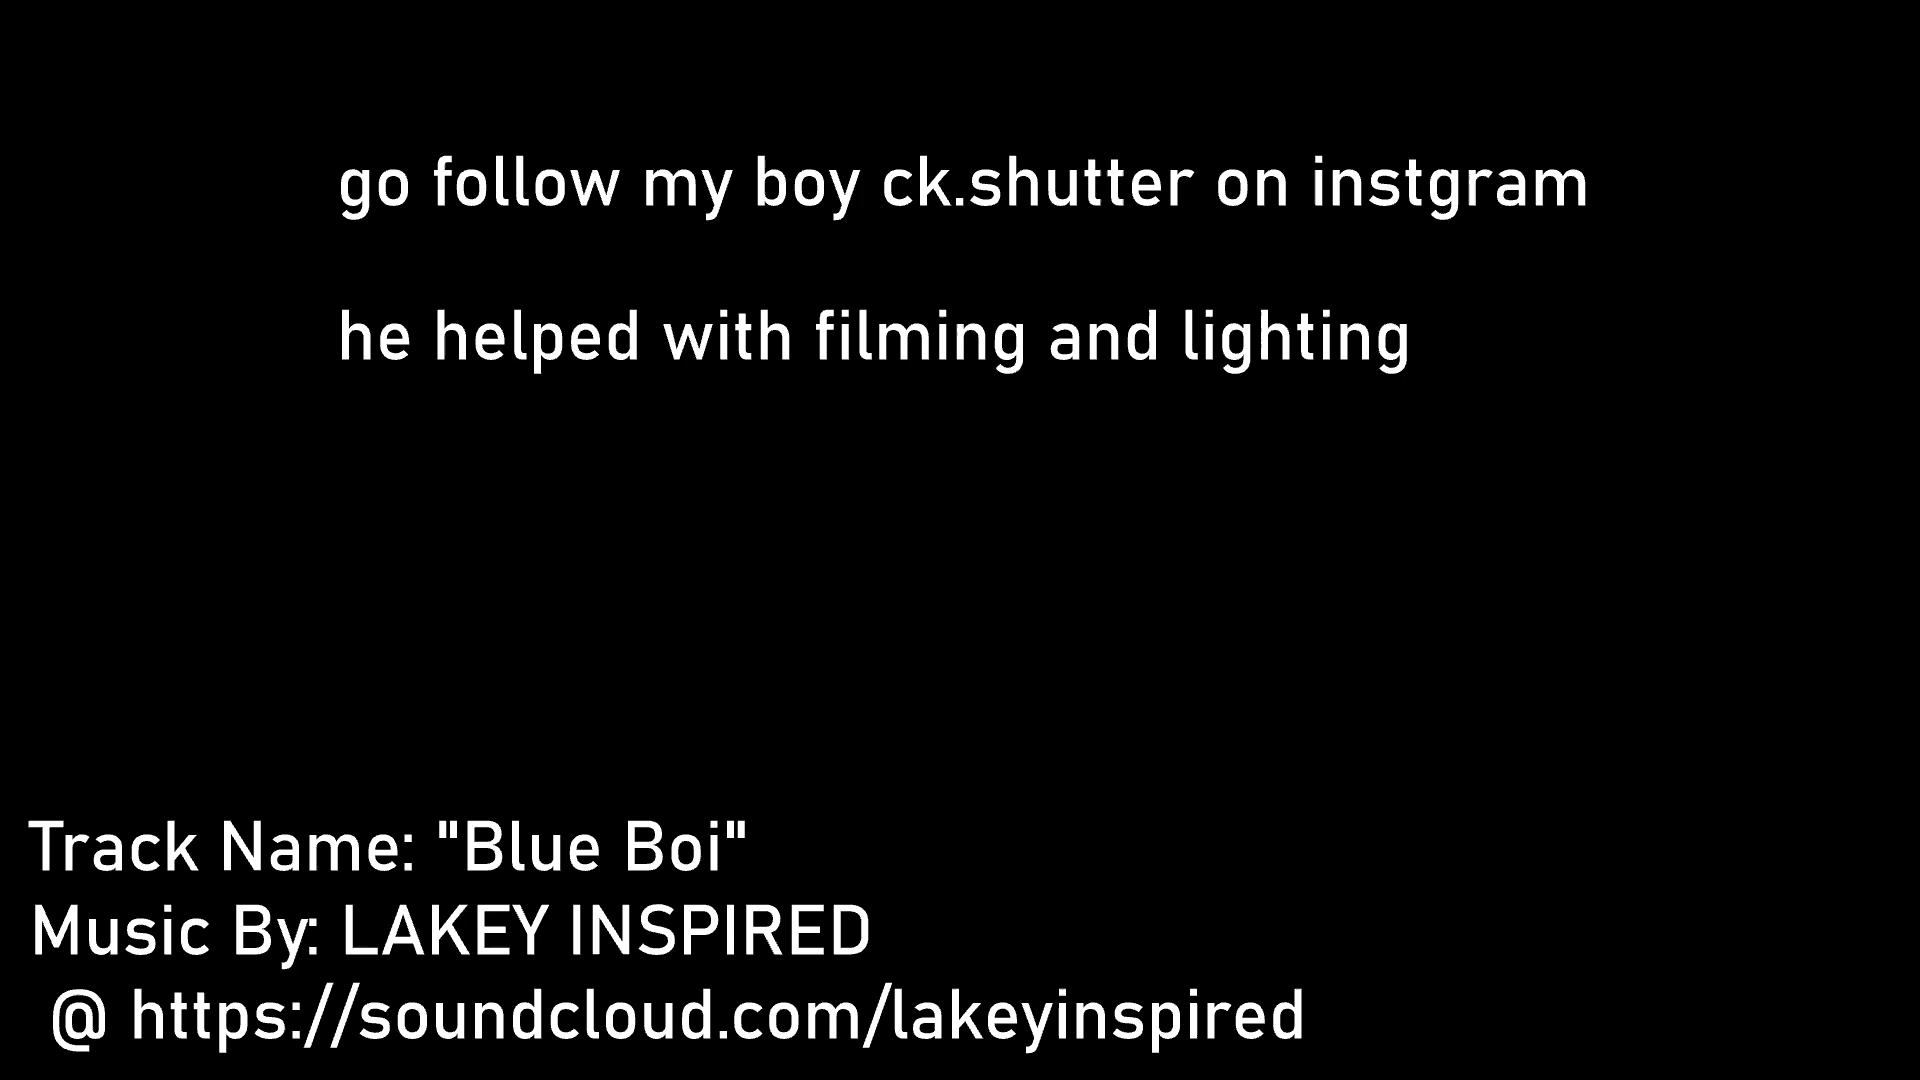 go follow my boy ck.shutter on instgram
he helped with filming and lighting
Track Name: "Blue Boi"
Music By: LAKEY INSPIRED
@ https://soundcloud.com/lakeyinspired